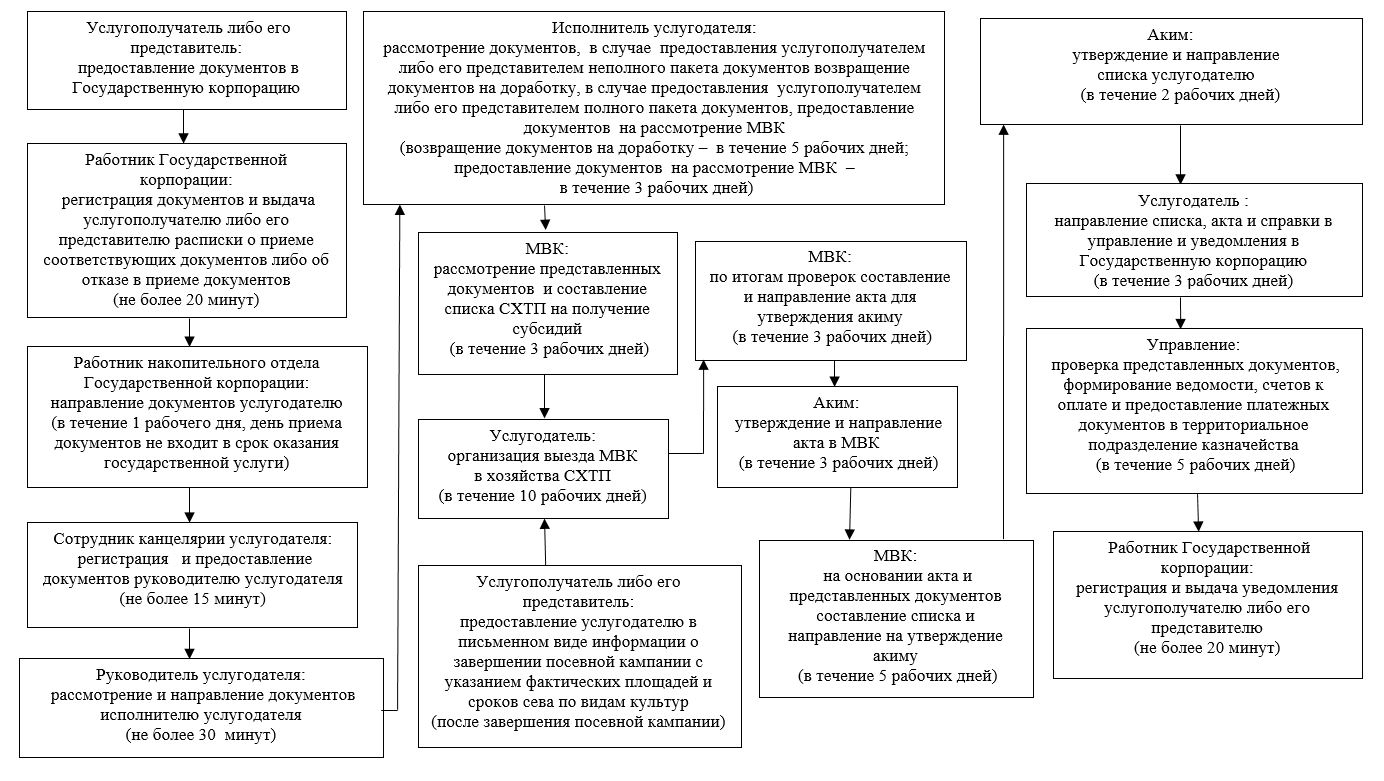 Услугополучатель либо его
представитель:
предоставление документов в
Государственную корпорацию
Работник Государственной
корпорации:
регистрация документов и выдача
услугополучателю либо его
представителю расписки о приеме
соответствующих документов либо об
отказе в приеме документов
(не более 20 минут)
Работник накопительного отдела
Государственной корпорации:
направление документов услугодателю
(в течение 1 рабочего дня, день приема
документов не входит в срок оказания
государственной услуги)
Сотрудник канцелярии услугодателя:
регистрация и предоставление
документов руководителю услугодателя
(не более 15 минут)
Руководитель услугодателя:
рассмотрение и направление документов
исполнителю услугодателя
(не более 30 минут)
Исполнитель услугодателя:
рассмотрение документов, в случае предоставления услугополучателем
либо его представителем неполного пакета документов возвращение
документов на доработку, в случае предоставления услугополучателем
либо его представителем полного пакета документов, предоставление
документов на рассмотрение МВК
(возвращение документов на доработку – в течение 5 рабочих дней;
предоставление документов на рассмотрение МВК –
в течение 3 рабочих дней)
МВК:
рассмотрение представленных
документов и составление
списка СХТП на получение
субсидий
(в течение 3 рабочих дней)
Услугодатель:
организация выезда МВК
в хозяйства СХТП
(в течение 10 рабочих дней)
Услугополучатель либо его
представитель:
предоставление услугодателю в
письменном виде информации о
завершении посевной кампании с
указанием фактических площадей и
сроков сева по видам культур
(после завершения посевной кампании)
МВК:
по итогам проверок составление
и направление акта для
утверждения акиму
(в течение 3 рабочих дней)
Аким:
утверждение и направление
акта в МВК
(в течение 3 рабочих дней)
МВК:
на основании акта и
представленных документов
составление списка и
направление на утверждение
акиму
(в течение 5 рабочих дней)
Аким:
утверждение и направление
списка услугодателю
(в течение 2 рабочих дней)
Услугодатель :
направление списка, акта и справки в
управление и уведомления в
Государственную корпорацию
(в течение 3 рабочих дней)
Управление:
проверка представленных документов,
формирование ведомости, счетов к
оплате и предоставление платежных
документов в территориальное
подразделение казначейства
(в течение 5 рабочих дней)
Работник Государственной
корпорации:
регистрация и выдача уведомления
услугополучателю либо его
представителю
(не более 20 минут)